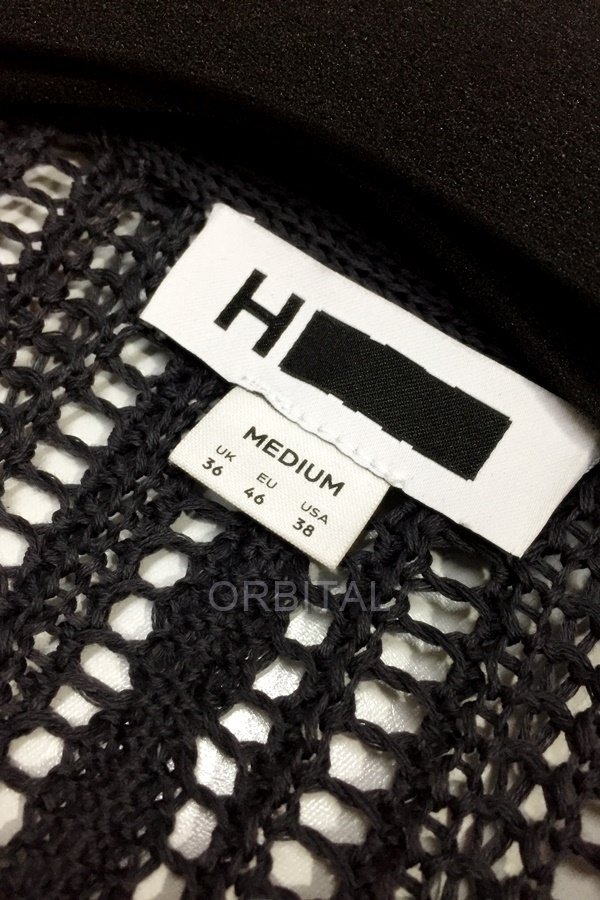 H
MEDIUM
UK EU USA
36 46 38
ORBITAL